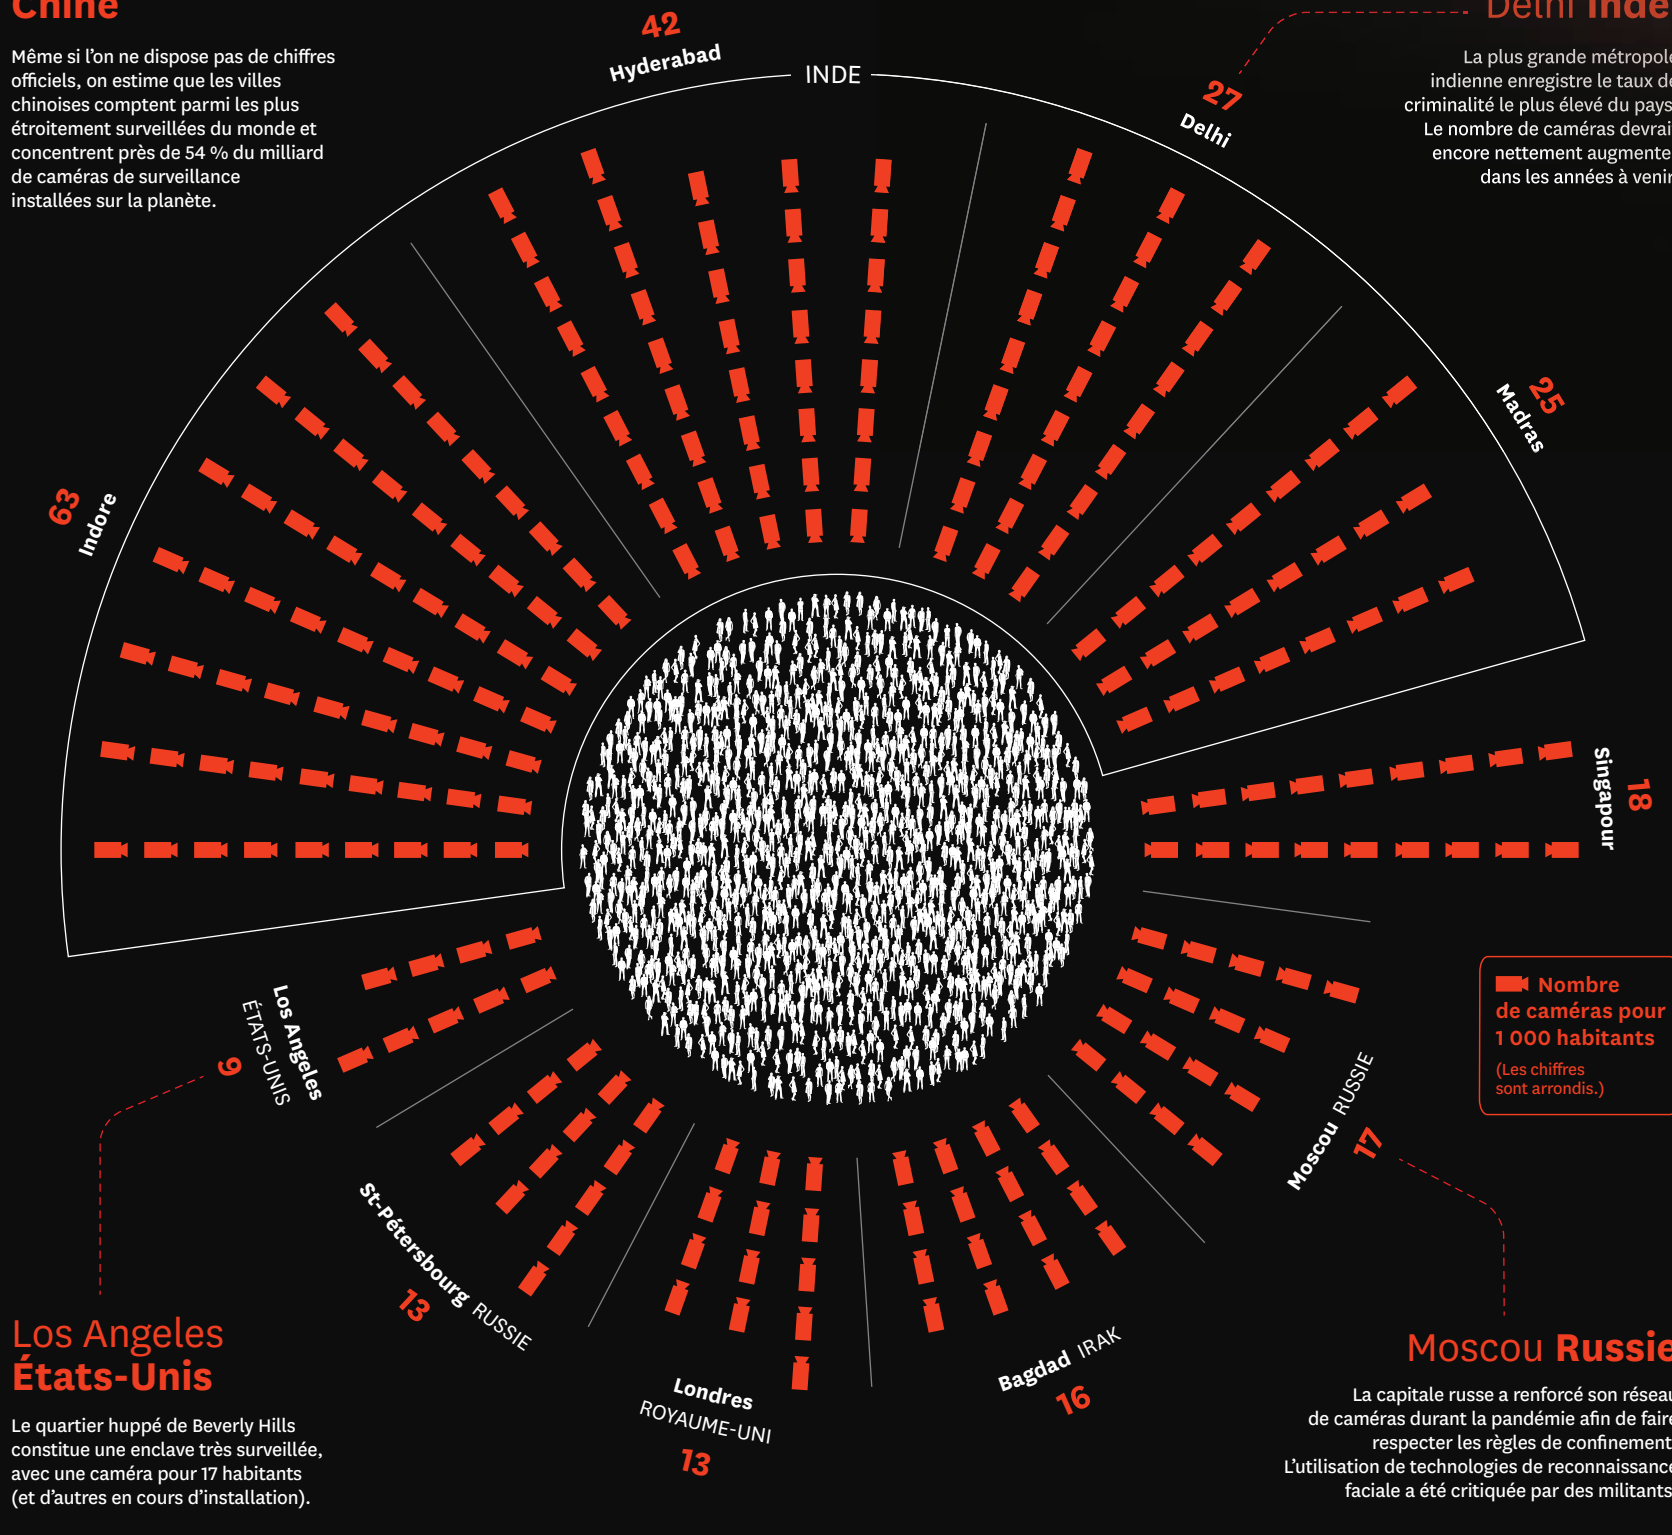 Chine
Même si l’on ne dispose pas de chiffres
officiels, on estime que les villes
chinoises comptent parmi les plus
étroitement surveillées du monde et
concentrent près de 54 % du milliard
de caméras de surveillance
installées sur la planète.
42
Hyderabad
INDE
Delhi Inde
La plus grande métropole
indienne enregistre le taux de
criminalité le plus élevé du pays
Le nombre de caméras devrai
encore nettement augmente
dans les années à venir
27
Delhi
25
Madras
63
Indore
Singapour
18
Nombre
de caméras pour
1 000 habitants
(Les chiffres
sont arrondis.)
Los Angeles
ÉTATS-UNIS
9
Moscou RUSSIE
17
St-Pétersbourg RUSSIE
13
Londres
ROYAUME-UNI
13
Bagdad IRAK
16
Los Angeles
États-Unis
Le quartier huppé de Beverly Hills
constitue une enclave très surveillée,
avec une caméra pour 17 habitants
(et d’autres en cours d’installation).
Moscou Russie
La capitale russe a renforcé son réseau
de caméras durant la pandémie afin de faire
respecter les règles de confinement
L’utilisation de technologies de reconnaissance
faciale a été critiquée par des militants